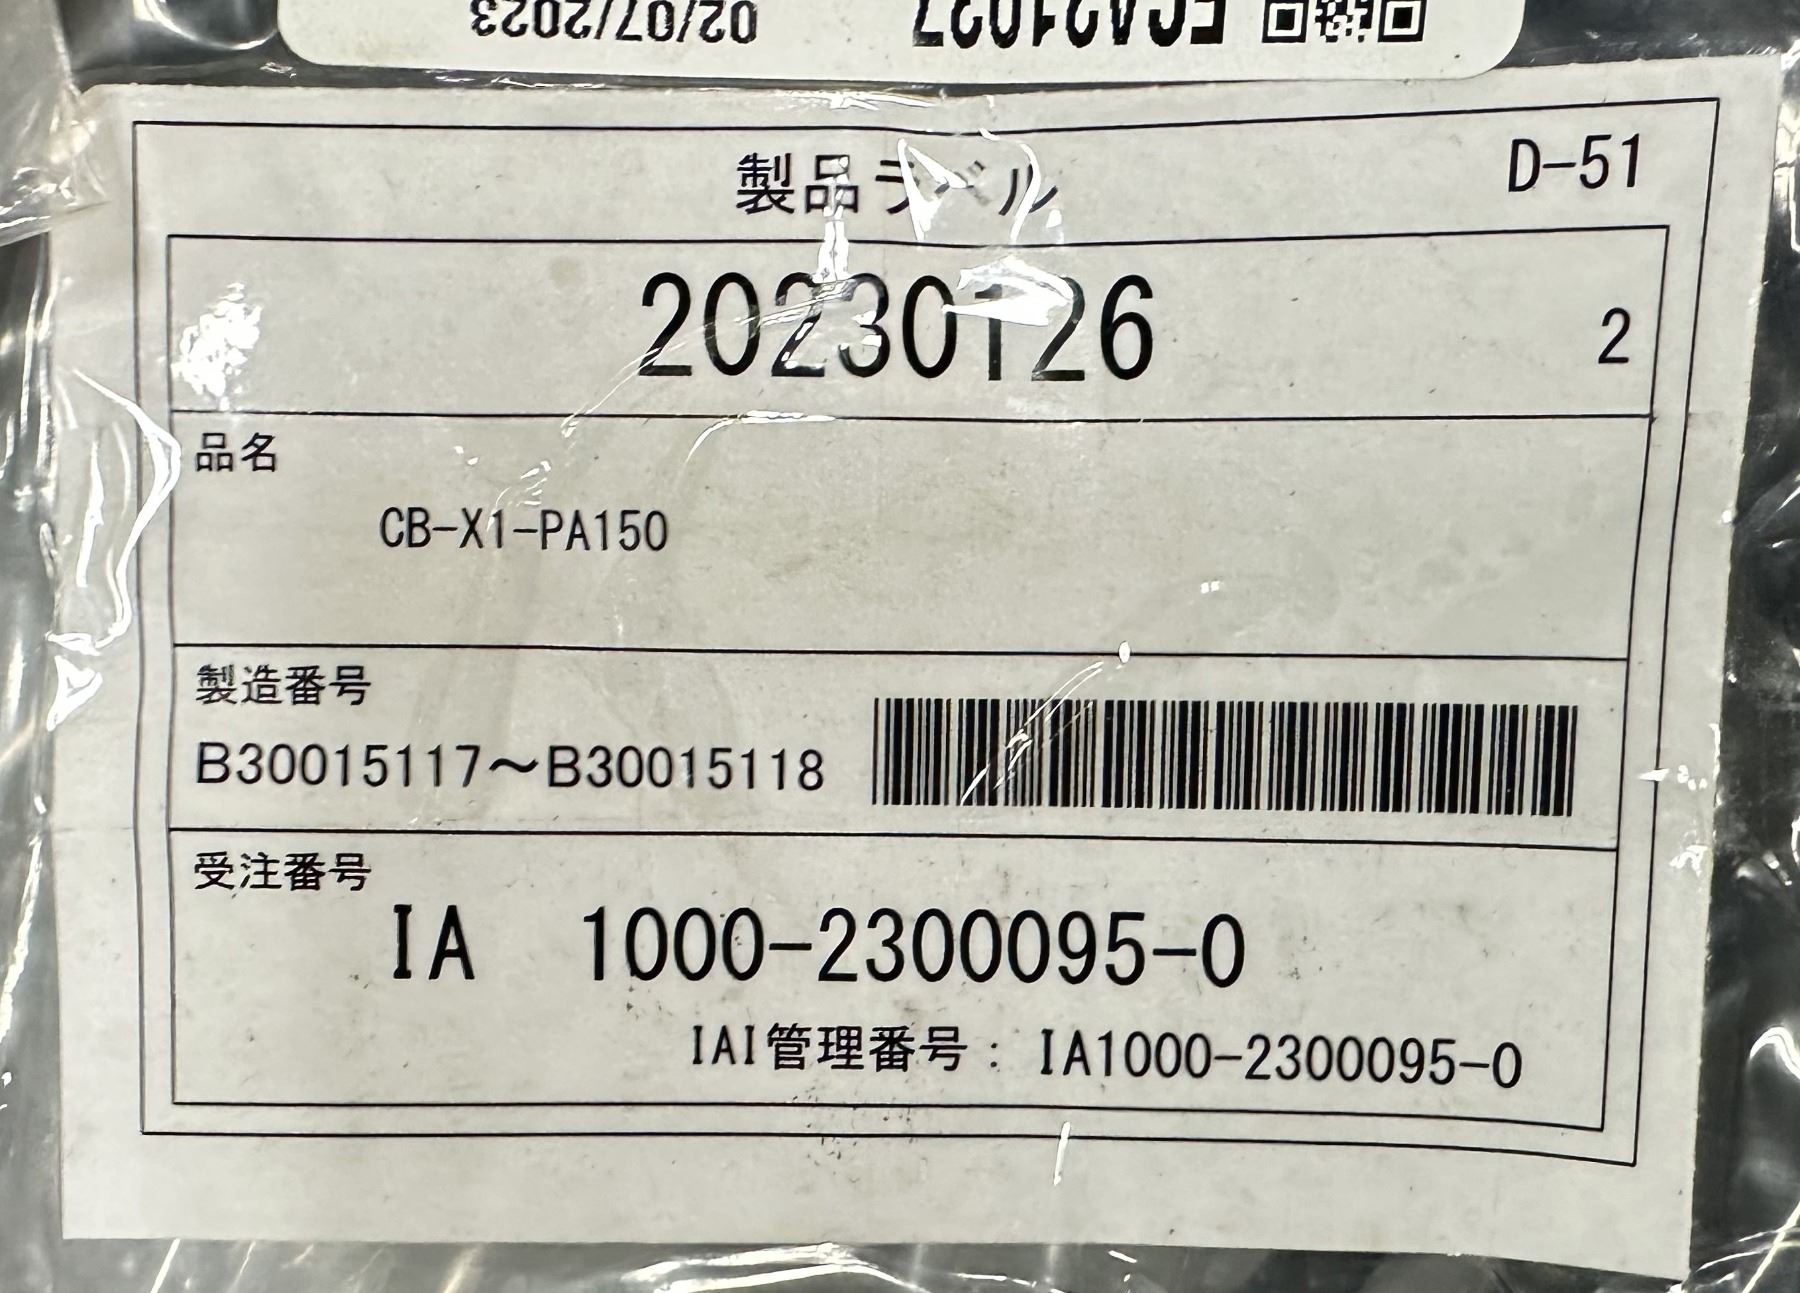 02/07/2023 ECA21027
製品ラベル D-51
20230126 2
品名
CB-X1-PA150
製造番号
B30015117～B30015118
受注番号
IA 1000-2300095-0
IAI管理番号: IA1000-2300095-0